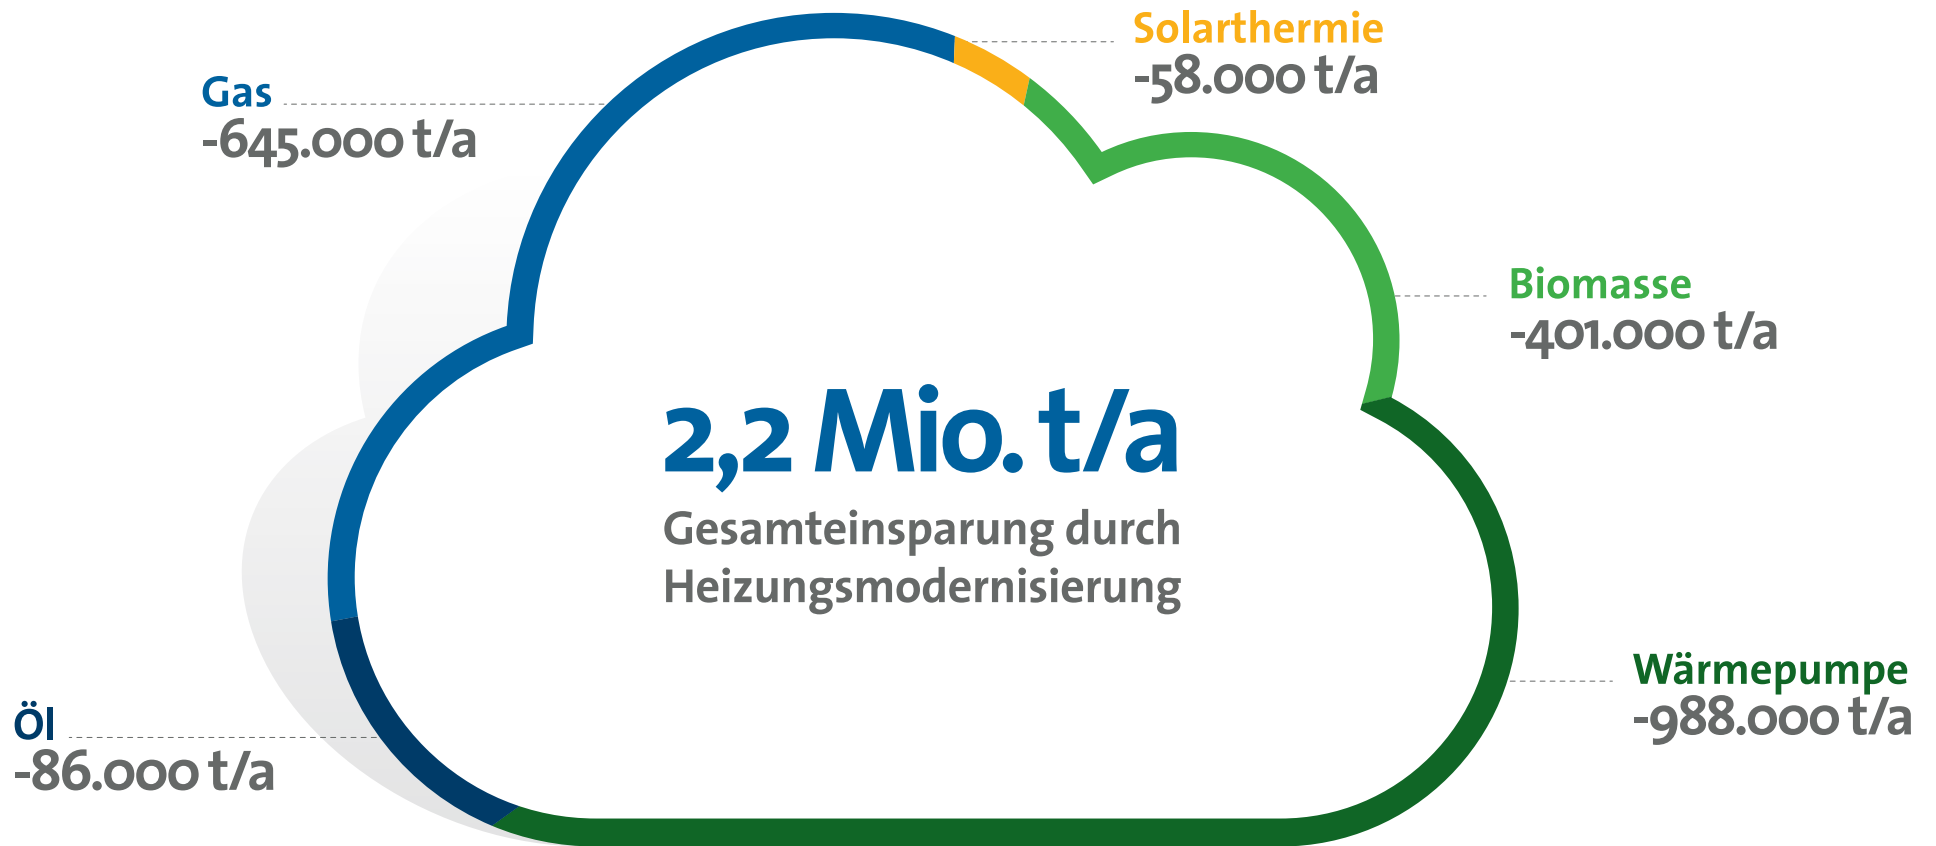 Solarthermie
-58.000 t/a
Gas
-645.000 t/a
Biomasse
-401.000 t/a
2,2 Mio. t/a
Gesamteinsparung durch
Heizungsmodernisierung
Wärmepumpe
-988.000 t/a
Öl
-86.000 t/a